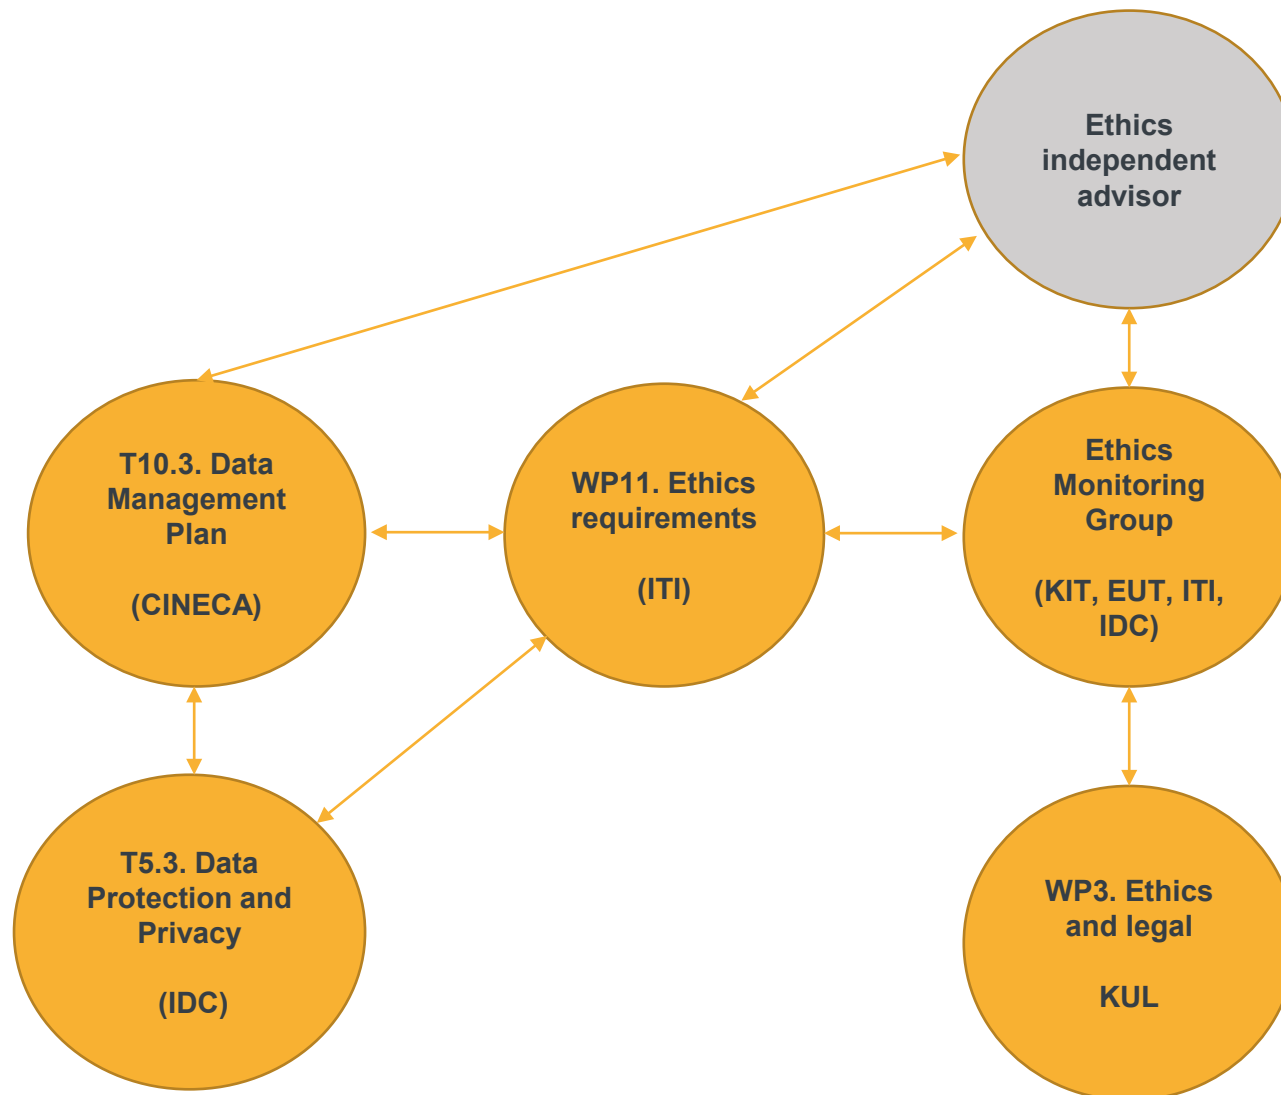 Ethics
independent
advisor
T10.3. Data
Management
Plan
(CINECA)
WP11. Ethics
requirements
(ITI)
Ethics
Monitoring
Group
(KIT, EUT, ITI,
IDC)
T5.3. Data
Protection and
Privacy
(IDC)
WP3. Ethics
and legal
KUL